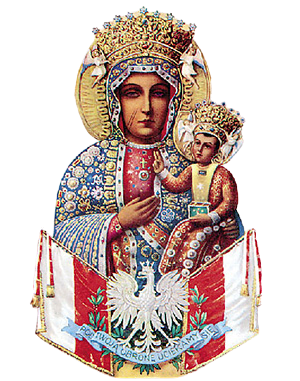 POD TWOJĄ OBRONĘ UCIEKAMY SIĘ